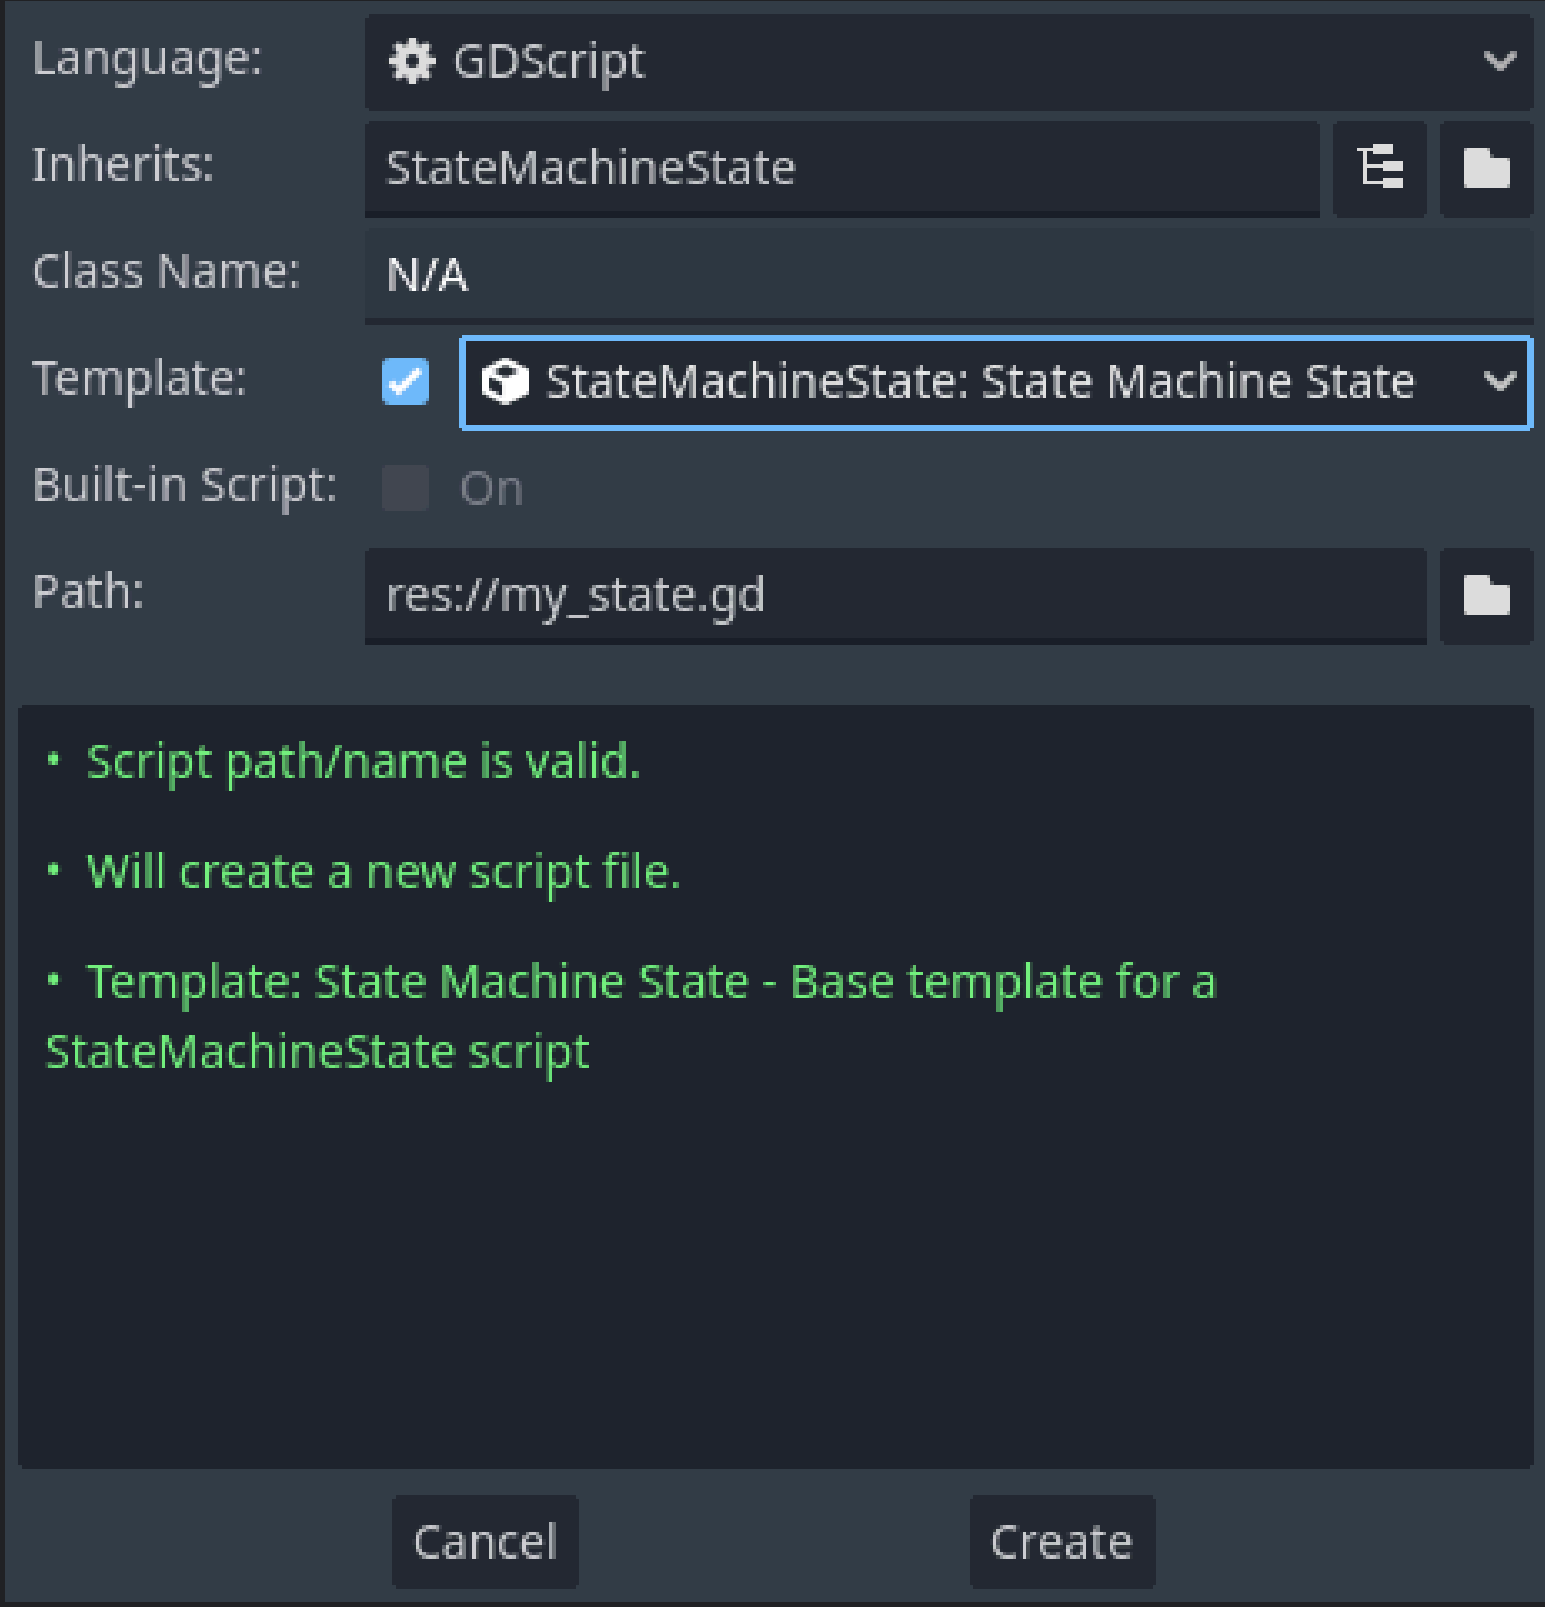 Language: GDScript
Inherits: StateMachineState
Class Name: N/A
Template: StateMachineState: State Machine State
Built-in Script: On
Path: res://my_state.gd
• Script path/name is valid.
• Will create a new script file.
• Template: State Machine State - Base template for a
StateMachineState script
Cancel Create